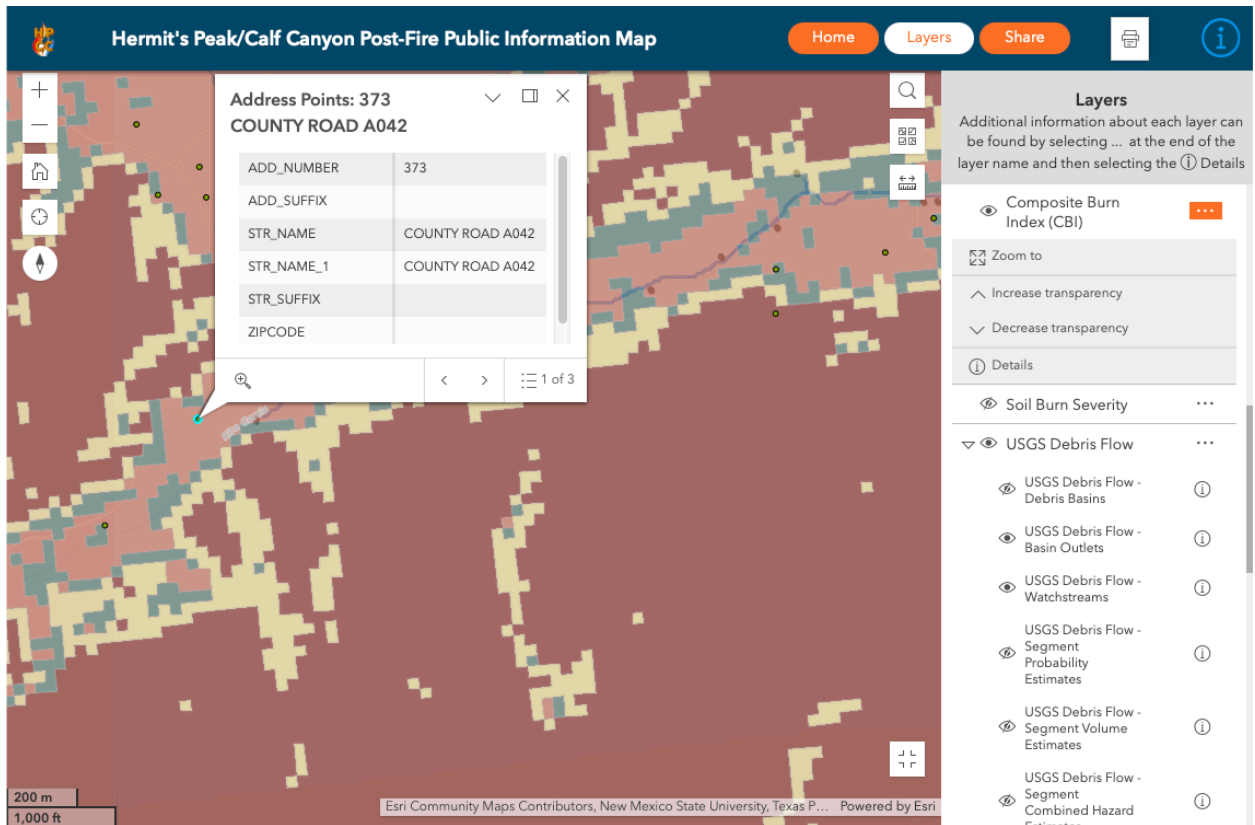 Hermit's Peak/Calf Canyon Post-Fire Public Information Map
Home
Layers
Share
Address Points: 373
COUNTY ROAD A042
ADD_NUMBER 373
ADD_SUFFIX
STR_NAME COUNTY ROAD A042
STR_NAME_1 COUNTY ROAD A042
STR_SUFFIX
ZIPCODE
1 of 3
200 m
1,000 ft
Esri Community Maps Contributors, New Mexico State University, Texas P... Powered by Esri
Layers
Additional information about each layer can
be found by selecting ... at the end of the
layer name and then selecting the ⓘ Details
Composite Burn
Index (CBI)
Zoom to
Increase transparency
Decrease transparency
Details
Soil Burn Severity
USGS Debris Flow
USGS Debris Flow -
Debris Basins
USGS Debris Flow -
Basin Outlets
USGS Debris Flow -
Watchstreams
USGS Debris Flow -
Segment
Probability
Estimates
USGS Debris Flow -
Segment Volume
Estimates
USGS Debris Flow -
Segment
Combined Hazard
Estimates